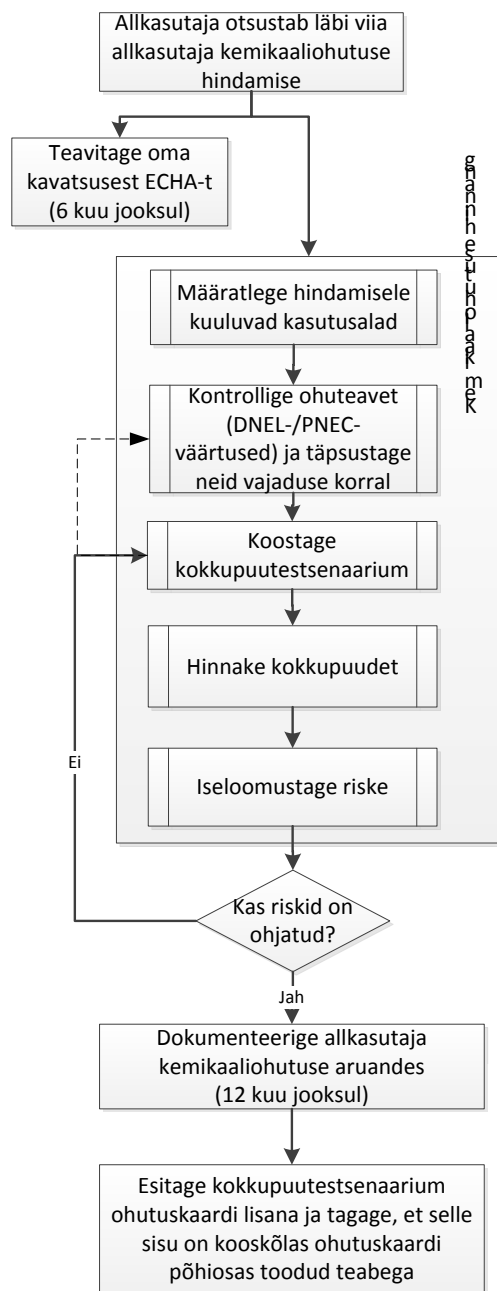 Allkasutaja otsustab läbi viia
allkasutaja kemikaaliohutuse
hindamise
Teavitage oma
kavatsusest ECHA-t
(6 kuu jooksul)
Määratlege hindamisele
kuuluvad kasutusalad
Kontrollige ohuteavet
(DNEL-/PNEC-
väärtused) ja täpsustage
neid vajaduse korral
Koostage
kokkupuutestsenaarium
Hinnake kokkupuudet
Iseloomustage riske
Ei
Kas riskid on
ohjatud?
Jah
Dokumenteerige allkasutaja
kemikaaliohutuse aruandes
(12 kuu jooksul)
Esitage kokkupuutestsenaarium
ohutuskaardi lisana ja tagage, et selle
sisu on kooskõlas ohutuskaardi
põhiosas toodud teabega